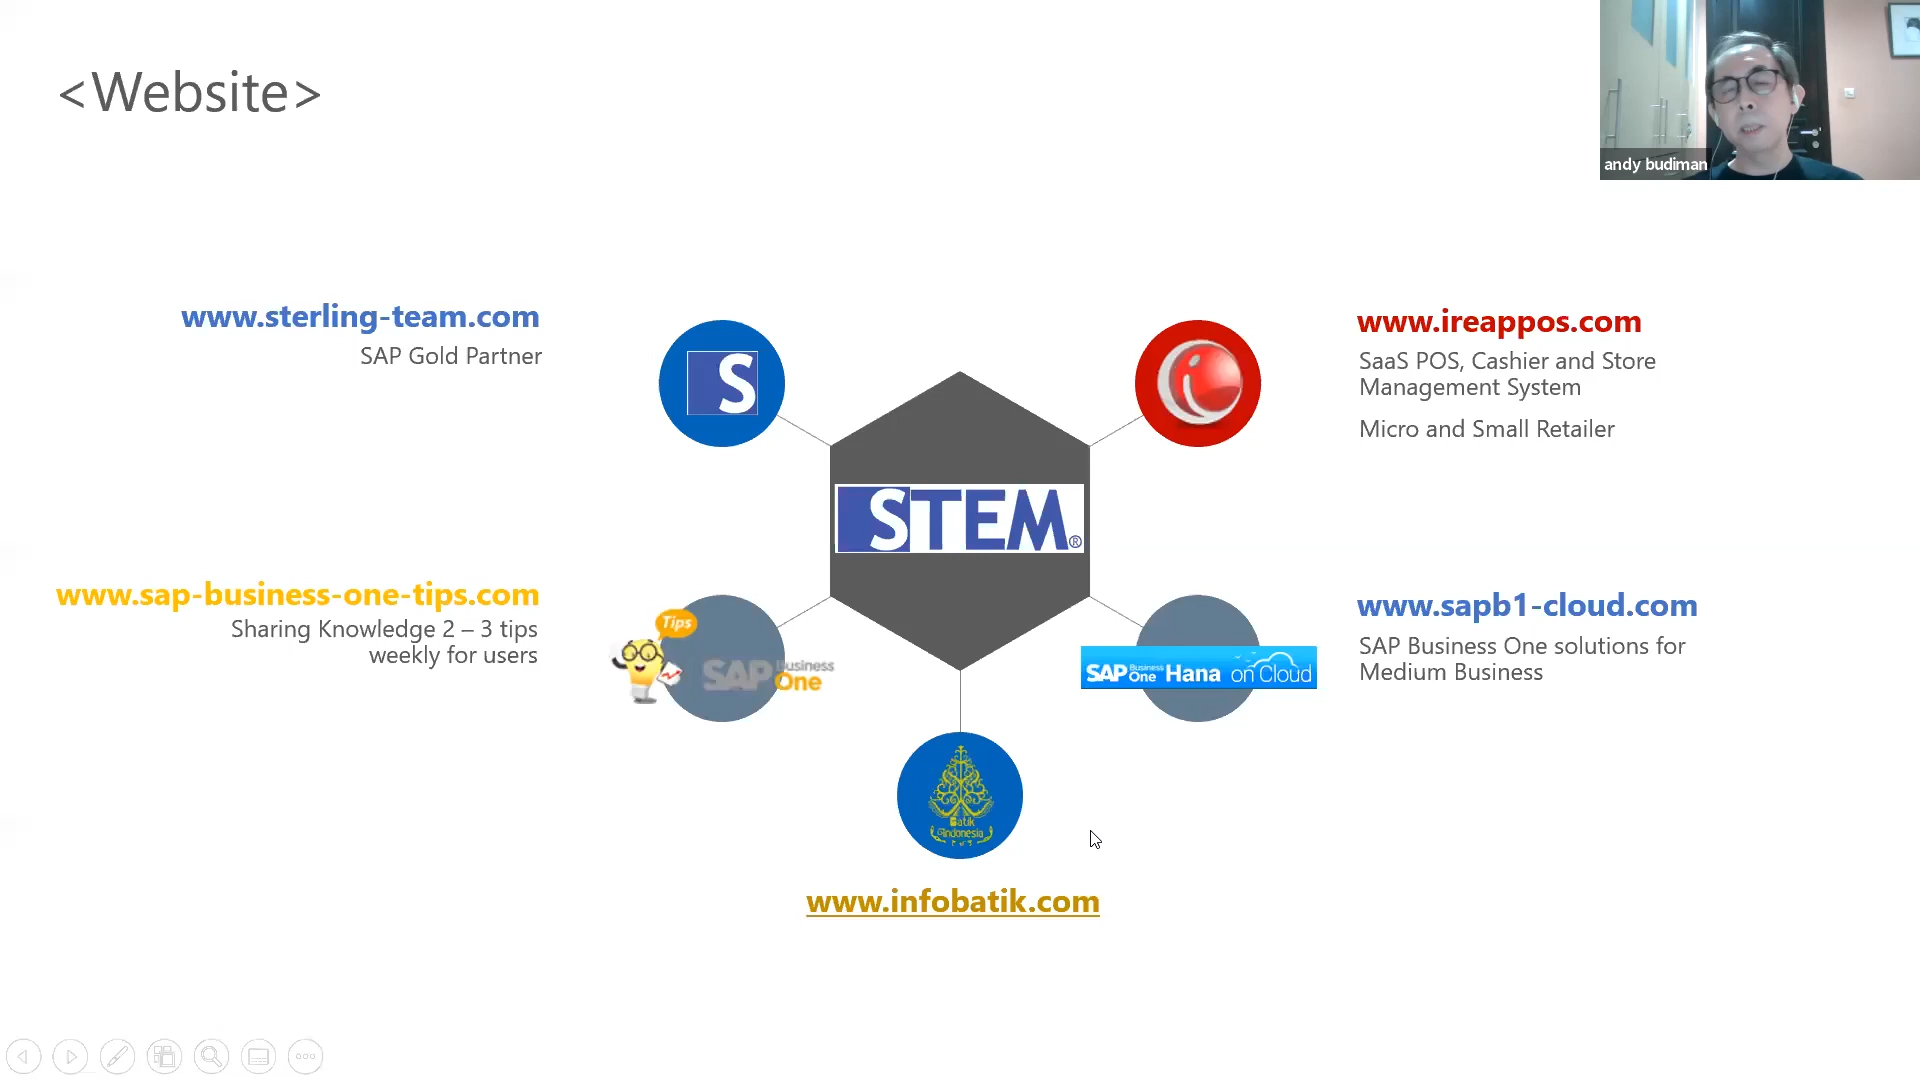 <Website>
andy budiman
www.sterling-team.com
SAP Gold Partner
S
www.ireappos.com
SaaS POS, Cashier and Store
Management System
Micro and Small Retailer
i
STEM®
www.sap-business-one-tips.com
Sharing Knowledge 2 – 3 tips
weekly for users
Tips
SAP Business One
www.sapb1-cloud.com
SAP Business One solutions for
Medium Business
SAP Business One Hana on Cloud
Batik
Indonesia
www.infobatik.com